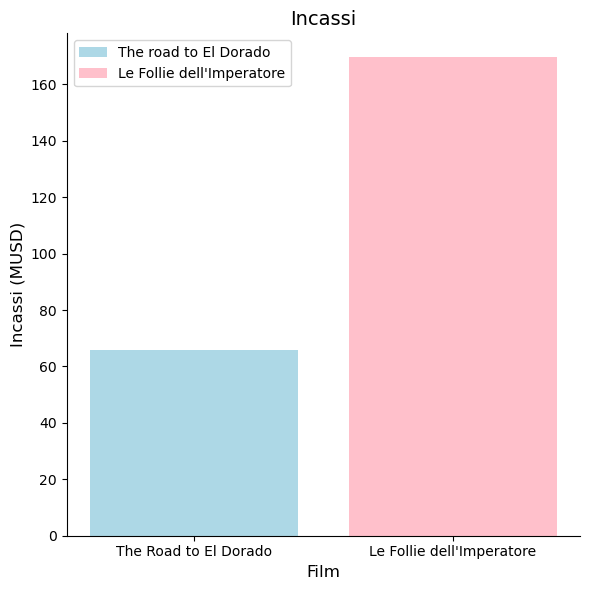 Incassi
The road to El Dorado
Le Follie dell'Imperatore
Incassi (MUSD)
160
140
120
100
80
60
40
20
0
The Road to El Dorado
Le Follie dell'Imperatore
Film